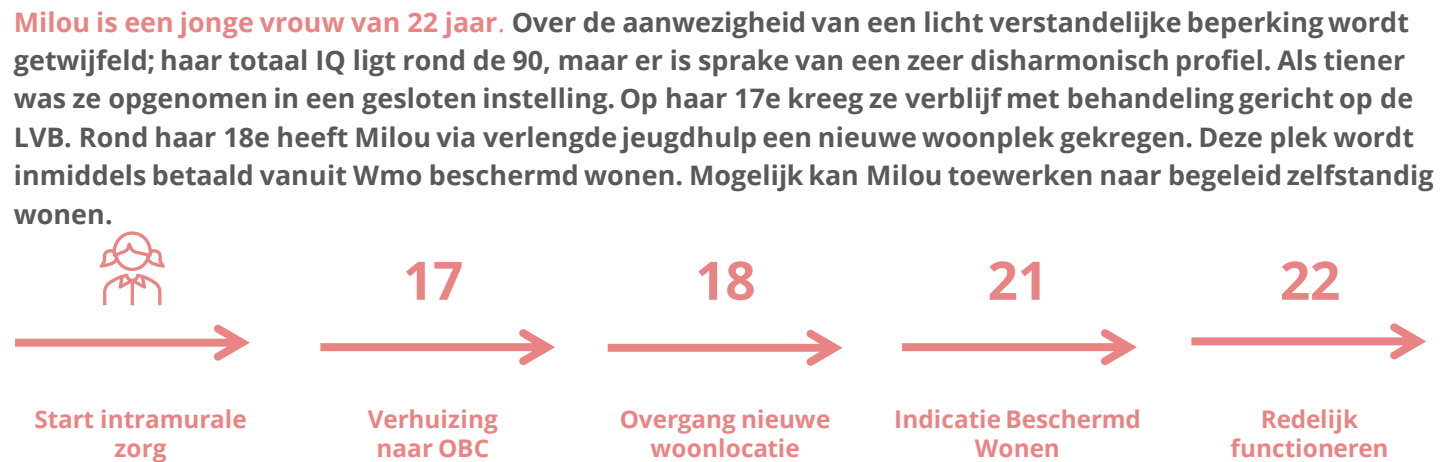 Milou is een jonge vrouw van 22 jaar. Over de aanwezigheid van een licht verstandelijke beperking wordt
getwijfeld; haar totaal IQ ligt rond de 90, maar er is sprake van een zeer disharmonisch profiel. Als tiener
was ze opgenomen in een gesloten instelling. Op haar 17e kreeg ze verblijf met behandeling gericht op de
LVB. Rond haar 18e heeft Milou via verlengde jeugdhulp een nieuwe woonplek gekregen. Deze plek wordt
inmiddels betaald vanuit Wmo beschermd wonen. Mogelijk kan Milou toewerken naar begeleid zelfstandig
wonen.
17 18 21 22
Start intramurale
zorg
Verhuizing
naar OBC
Overgang nieuwe
woonlocatie
Indicatie Beschermd
Wonen
Redelijk
functioneren